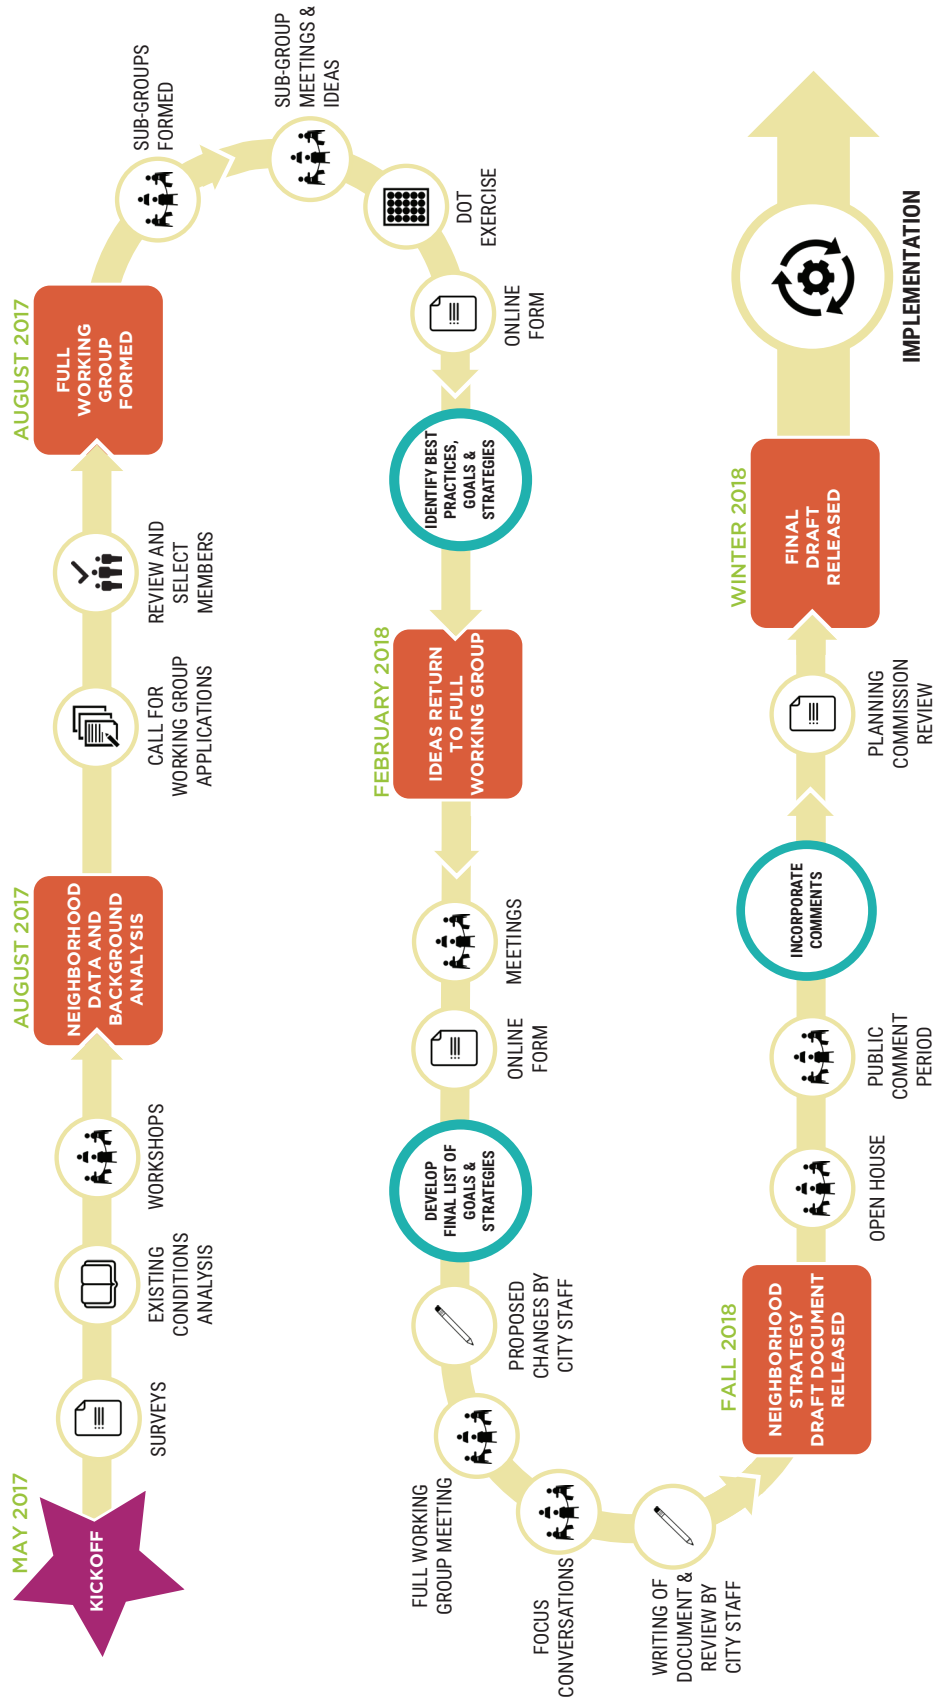 MAY 2017
KICKOFF
SURVEYS
EXISTING
CONDITIONS
ANALYSIS
WORKSHOPS
AUGUST 2017
NEIGHBORHOOD
DATA AND
BACKGROUND
ANALYSIS
CALL FOR
WORKING GROUP
APPLICATIONS
REVIEW AND
SELECT
MEMBERS
AUGUST 2017
FULL
WORKING
GROUP
FORMED
SUB-GROUPS
FORMED
SUB-GROUP
MEETINGS &
IDEAS
DOT
EXERCISE
ONLINE
FORM
IDENTIFY BEST
PRACTICES,
GOALS &
STRATEGIES
FEBRUARY 2018
IDEAS RETURN
TO FULL
WORKING GROUP
MEETINGS
ONLINE
FORM
DEVELOP
FINAL LIST OF
GOALS &
STRATEGIES
PROPOSED
CHANGES BY
CITY STAFF
FULL WORKING
GROUP MEETING
FOCUS
CONVERSATIONS
WRITING OF
DOCUMENT &
REVIEW BY
CITY STAFF
FALL 2018
NEIGHBORHOOD
STRATEGY
DRAFT DOCUMENT
RELEASED
OPEN HOUSE
PUBLIC
COMMENT
PERIOD
INCORPORATE
COMMENTS
PLANNING
COMMISSION
REVIEW
WINTER 2018
FINAL
DRAFT
RELEASED
IMPLEMENTATION